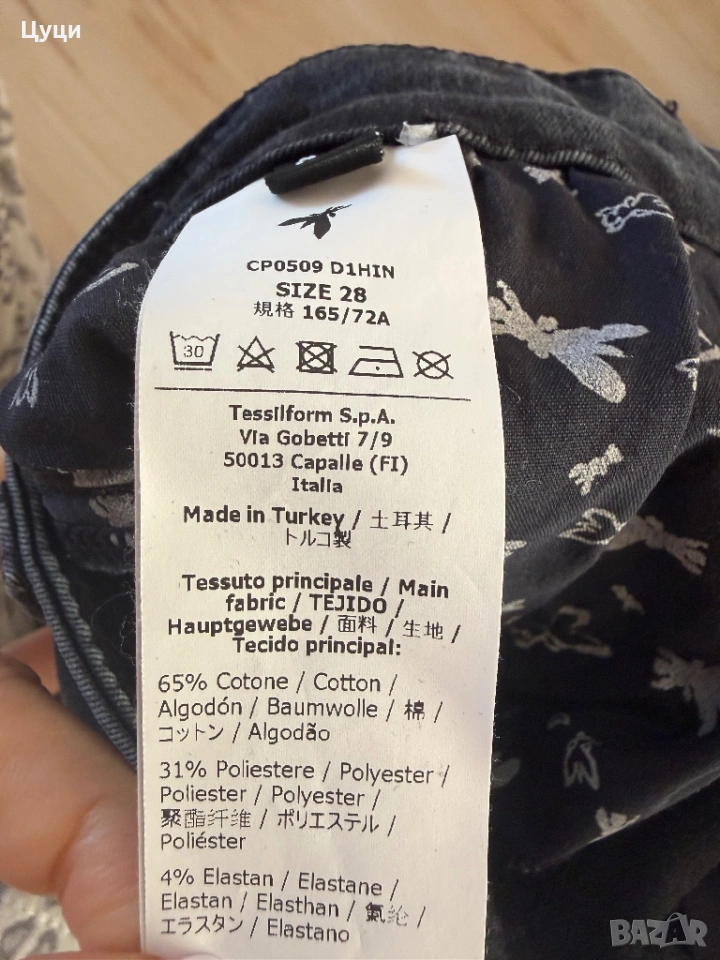 Цуци
CP0509 D1HIN
SIZE 28
规格 165/72A
30
Tessilform S.p.A.
Via Gobetti 7/9
50013 Capalle (FI)
Italia
Made in Turkey / 土耳其 /
トルコ製
Tessuto principale / Main
fabric / TEJIDO /
Hauptgewebe / 面料 / 生地 /
Tecido principal:
65% Cotone / Cotton /
Algodón / Baumwolle / 棉 /
コットン / Algodão
31% Poliestere / Polyester /
Poliester / Polyester /
聚酯纤维 / ポリエステル /
Poliéster
4% Elastan / Elastane /
Elastan / Elasthan / 氨纶 /
エラスタン / Elastano
BAZAR